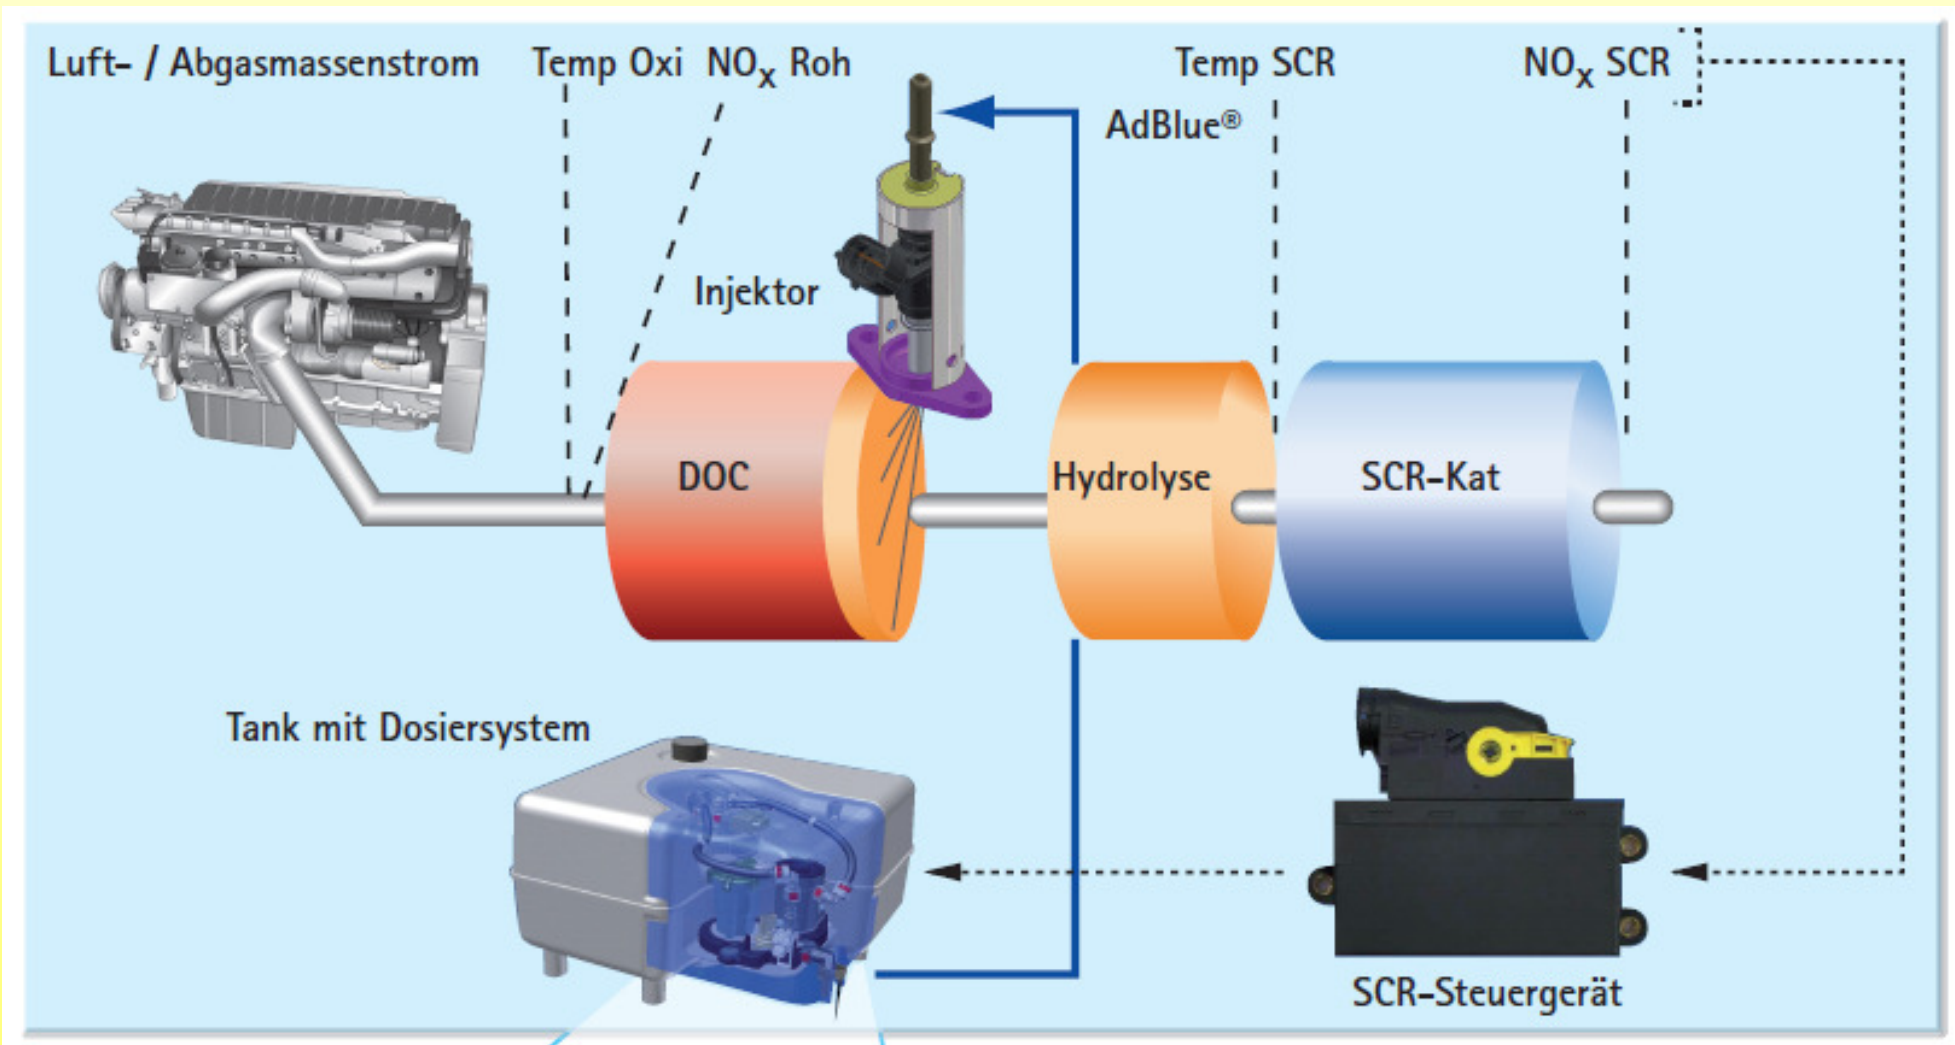 Luft- / Abgasmassenstrom Temp Oxi NOx Roh Temp SCR NOx SCR
AdBlue®
Injektor
DOC Hydrolyse SCR-Kat
Tank mit Dosiersystem
SCR-Steuergerät